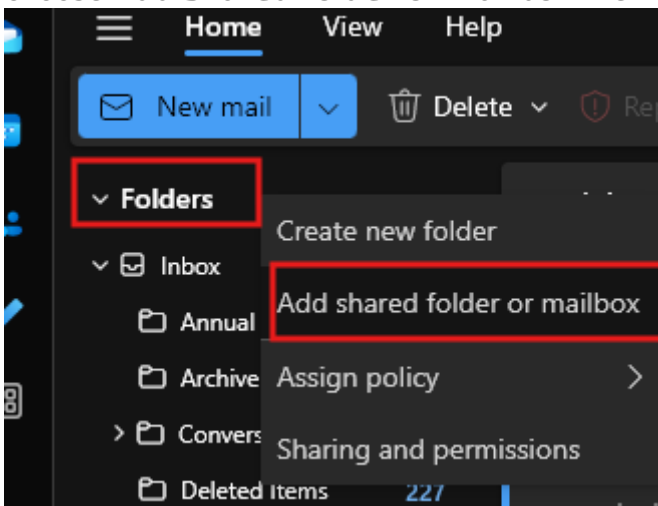 Home View Help
New mail Delete
Folders
Create new folder
Inbox
Add shared folder or mailbox
Annual
Archive
Assign policy
Sharing and permissions
Deleted Items 227